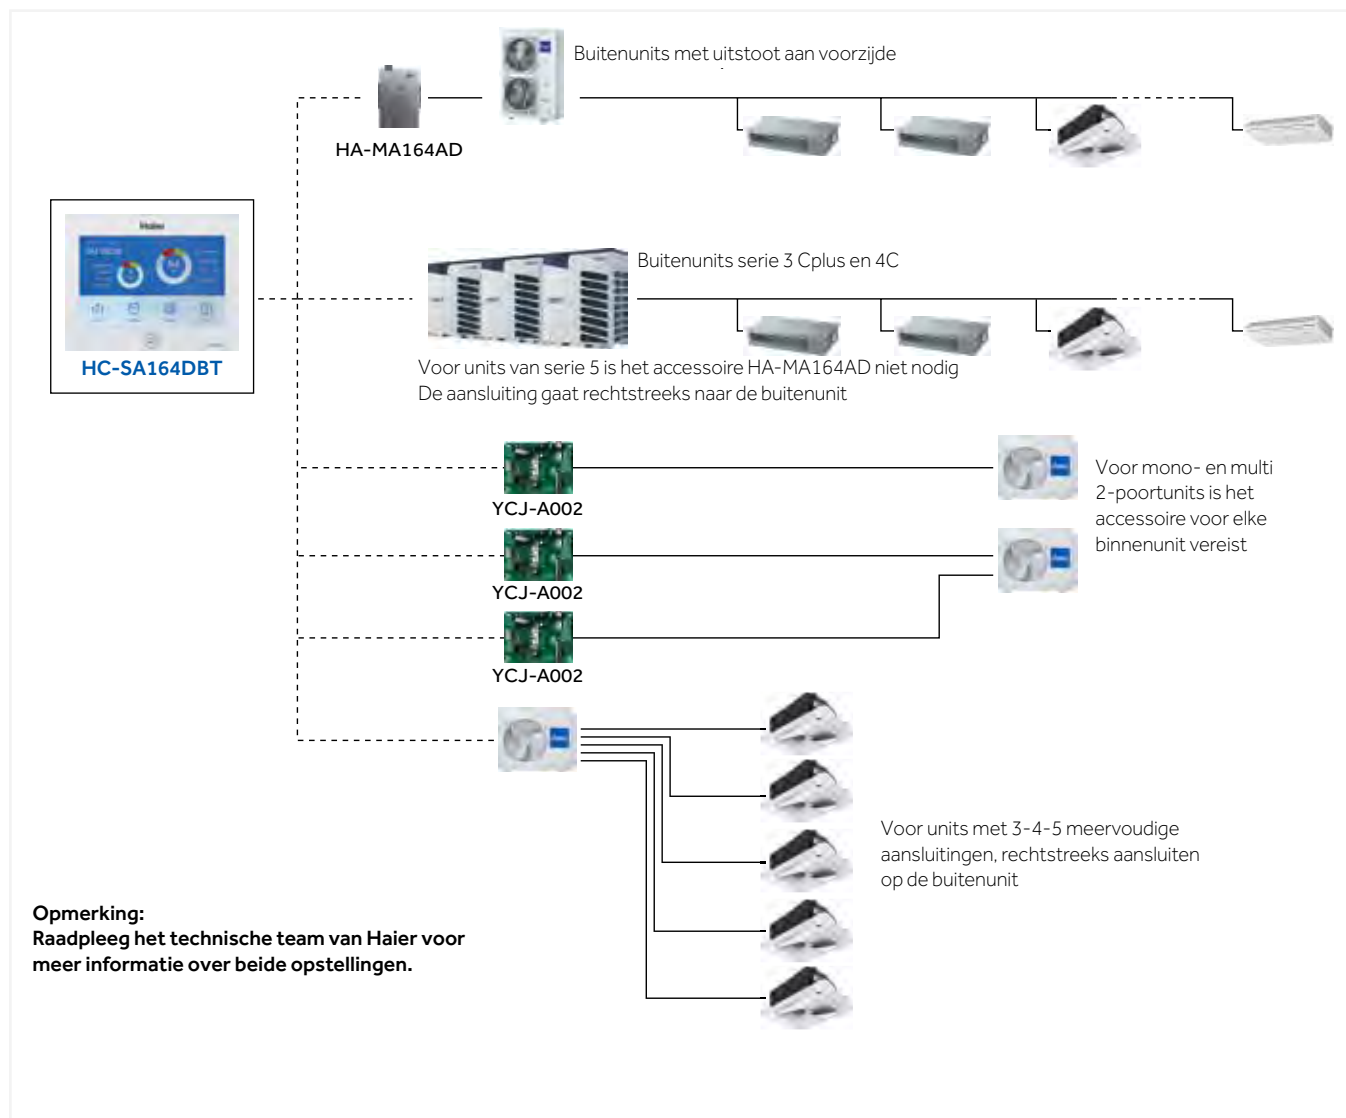 Buitenunits met uitstoot aan voorzijde
HA-MA164AD
Haier
Buitenunits serie 3 Cplus en 4C
HC-SA164DBT
Voor units van serie 5 is het accessoire HA-MA164AD niet nodig
De aansluiting gaat rechtstreeks naar de buitenunit
YCJ-A002
Voor mono- en multi
2-poortunits is het
accessoire voor elke
binnenunit vereist
YCJ-A002
YCJ-A002
Voor units met 3-4-5 meervoudige
aansluitingen, rechtstreeks aansluiten
op de buitenunit
Opmerking:
Raadpleeg het technische team van Haier voor
meer informatie over beide opstellingen.